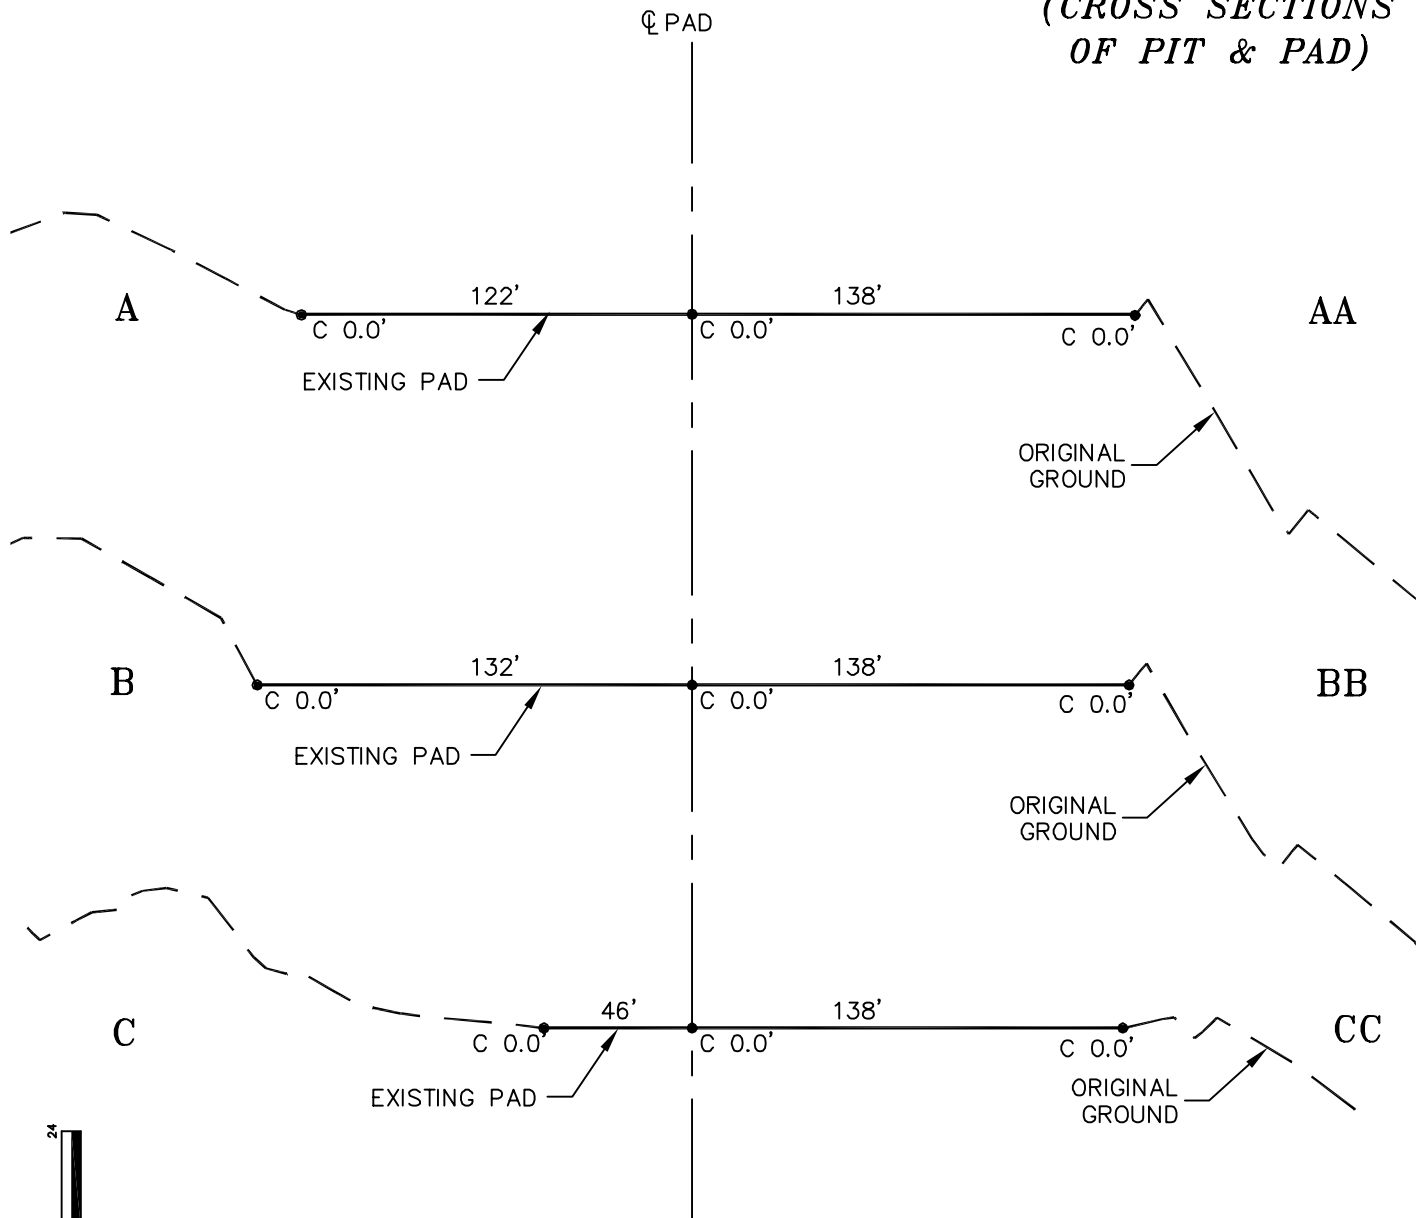 ℄ PAD
(CROSS SECTIONS
OF PIT & PAD)
122'
138'
A
AA
C 0.0'
C 0.0'
C 0.0'
EXISTING PAD
ORIGINAL
GROUND
132'
138'
B
BB
C 0.0'
C 0.0'
C 0.0'
EXISTING PAD
ORIGINAL
GROUND
46'
138'
C
CC
C 0.0'
C 0.0'
C 0.0'
EXISTING PAD
ORIGINAL
GROUND
24